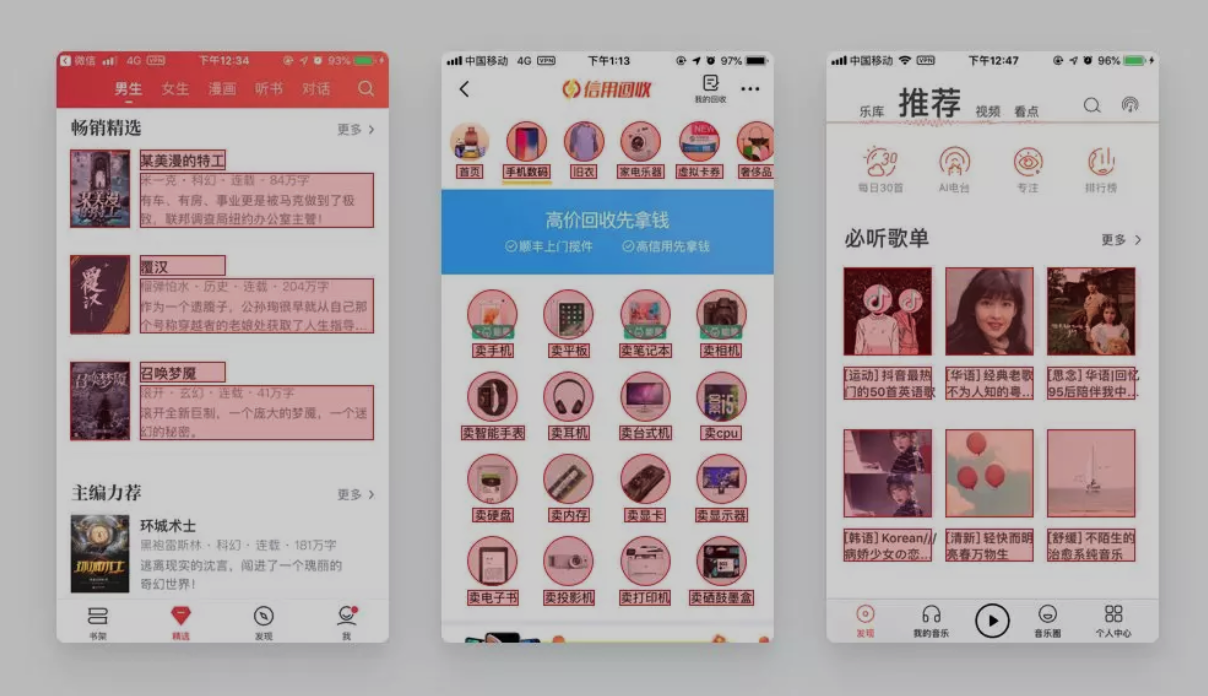 微信 4G VPN 下午12:34 93%
男生 女生 漫画 听书 对话
畅销精选 更多
某美漫的特工
米一克・科幻・连载・84万字
有车、有房、事业更是被马克做到了极
致，联邦调查局纽约办公室主管！
覆汉
榴弹怕水・历史・连载・204万字
作为一个遗腹子，公孙珣很早就从自己那
个号称穿越者的老娘处获取了人生指导...
召唤梦魇
滚开・玄幻・连载・41万字
滚开全新巨制，一个庞大的梦魇，一个迷
幻的秘密。
主编力荐 更多
环城术士
黑袍雷斯林・科幻・连载・181万字
逃离现实的沈言，闯进了一个瑰丽的
奇幻世界！
书架 精选 发现 我
中国移动 4G VPN 下午1:13 97%
信用回收
我的回收
NEW
首页 手机数码 旧衣 家电乐器 虚拟卡券 奢侈品
高价回收先拿钱
顺丰上门揽件 高信用先拿钱
卖手机 卖平板 卖笔记本 卖相机
i5
卖智能手表 卖耳机 卖台式机 卖cpu
卖硬盘 卖内存 卖显卡 卖显示器
卖电子书 卖投影机 卖打印机 卖硒鼓墨盒
中国移动 VPN 下午12:47 96%
乐库 推荐 视频 看点
30
每日30首 AI电台 专注 排行榜
必听歌单 更多
[运动] 抖音最热 [华语] 经典老歌 [思念] 华语|回忆
门的50首英语歌 不为人知的粤... 95后陪伴我中...
[韩语] Korean// [清新] 轻快而明 [舒缓] 不陌生的
病娇少女の恋... 亮春万物生 治愈系纯音乐
发现 我的音乐 音乐圈 个人中心